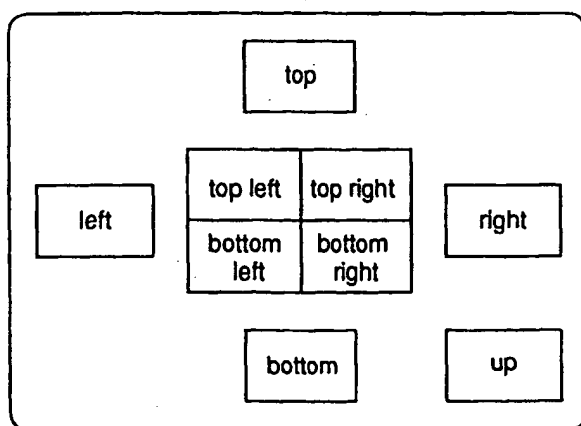 top
top left top right
left
right
bottom left
bottom right
bottom
up